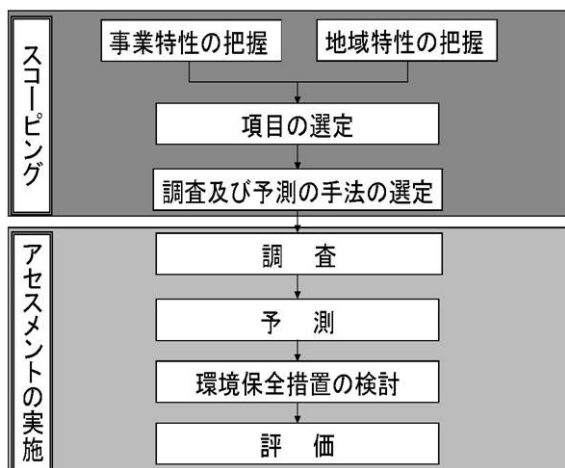 スコーピング
事業特性の把握
地域特性の把握
項目の選定
調査及び予測の手法の選定
アセスメントの実施
調 査
予 測
環境保全措置の検討
評 価